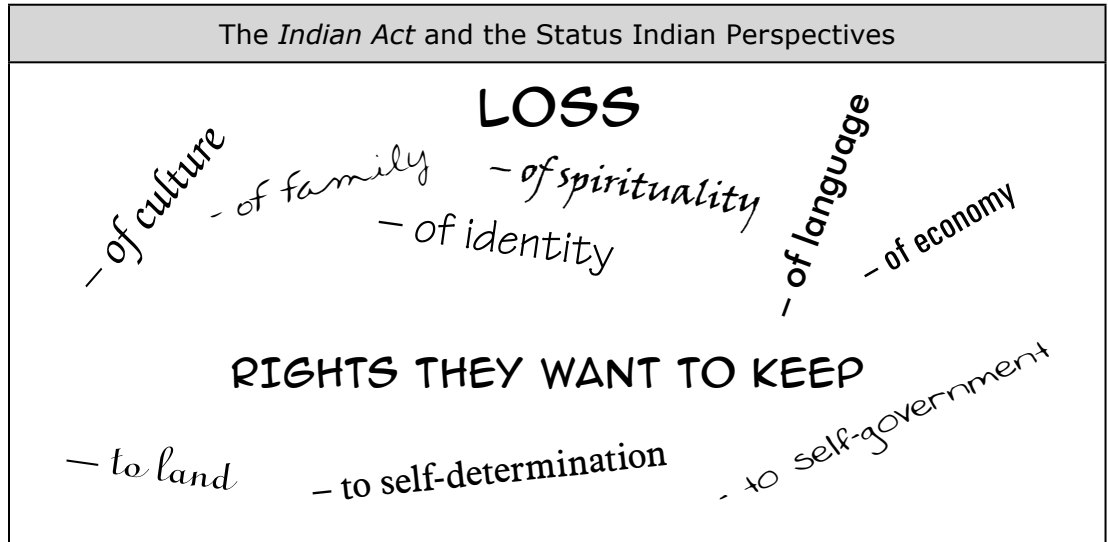 The Indian Act and the Status Indian Perspectives
LOSS
– of culture
- of family
– of spirituality
– of identity
– of language
– of economy
RIGHTS THEY WANT TO KEEP
– to land
– to self-determination
- to self-government